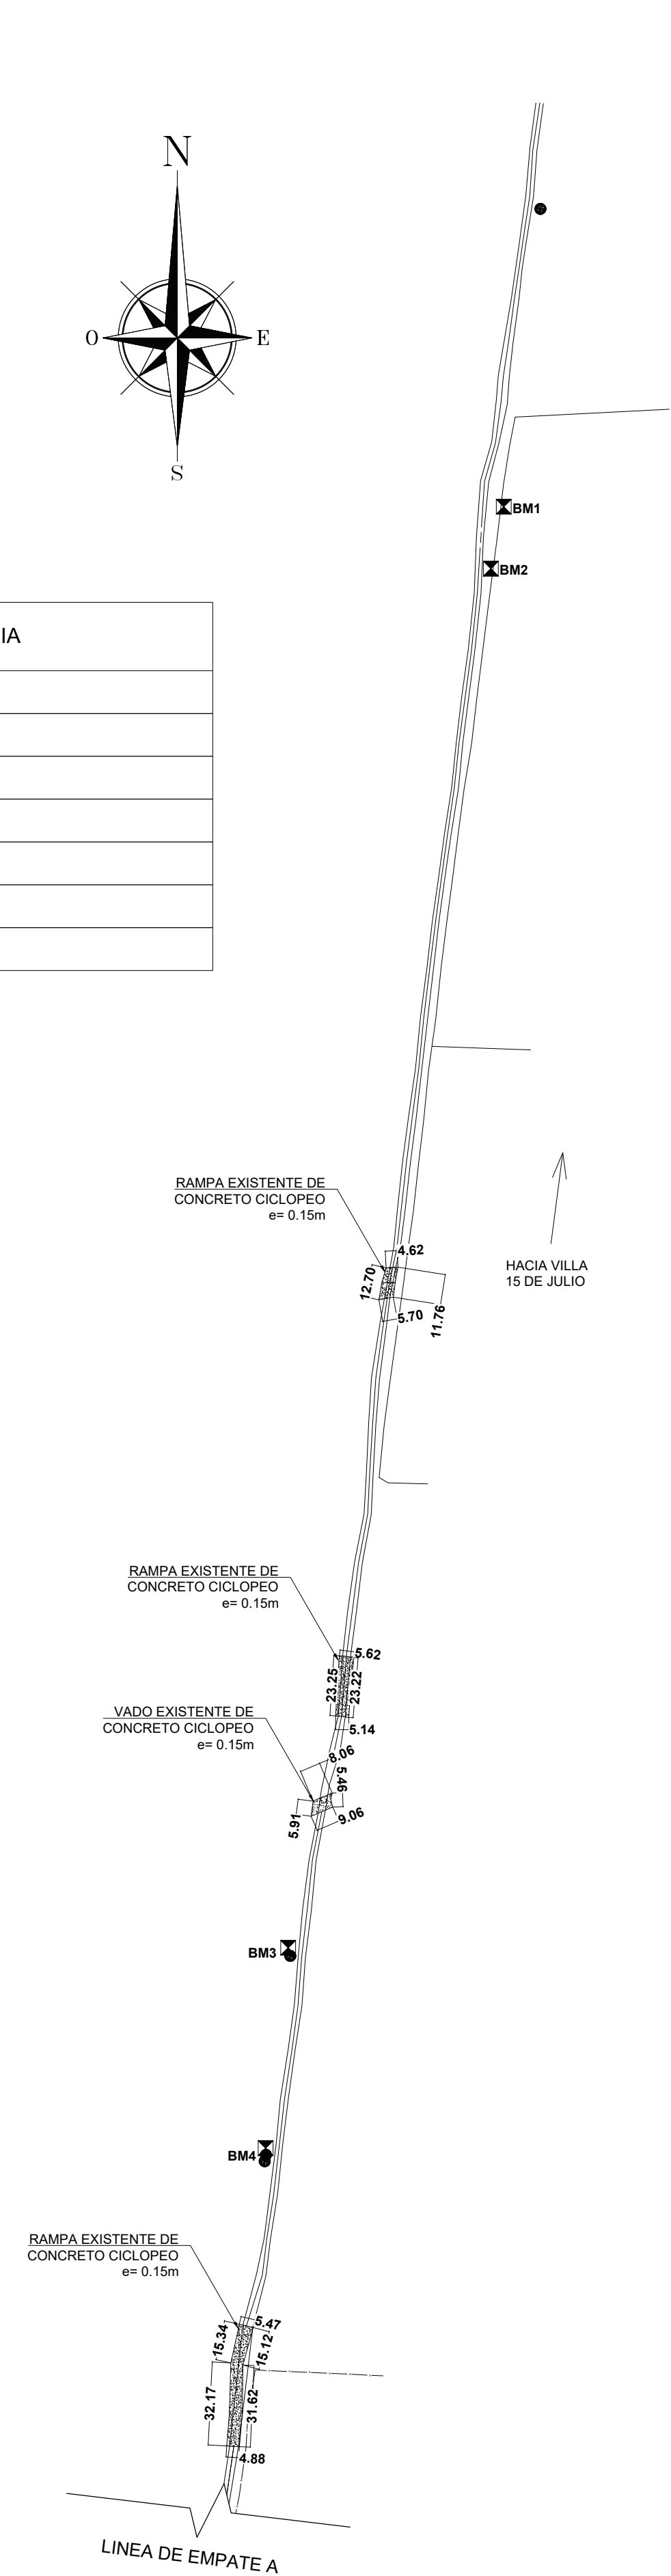 N
O
E
S
BM1
BM2
IA
RAMPA EXISTENTE DE
CONCRETO CICLOPEO
e= 0.15m
4.62
12.70
5.70
11.76
HACIA VILLA
15 DE JULIO
RAMPA EXISTENTE DE
CONCRETO CICLOPEO
e= 0.15m
5.62
23.25
23.22
5.14
VADO EXISTENTE DE
CONCRETO CICLOPEO
e= 0.15m
8.06
5.46
5.91
9.06
BM3
BM4
RAMPA EXISTENTE DE
CONCRETO CICLOPEO
e= 0.15m
5.47
15.34
15.12
32.17
31.62
4.88
LINEA DE EMPATE A